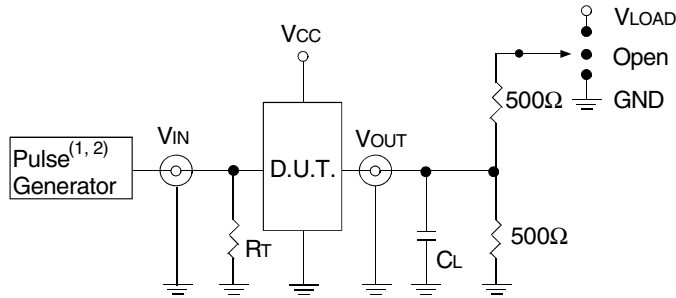 VLOAD
VCC
Open
500Ω
GND
VIN
VOUT
Pulse(1, 2)
Generator
D.U.T.
RT
CL
500Ω